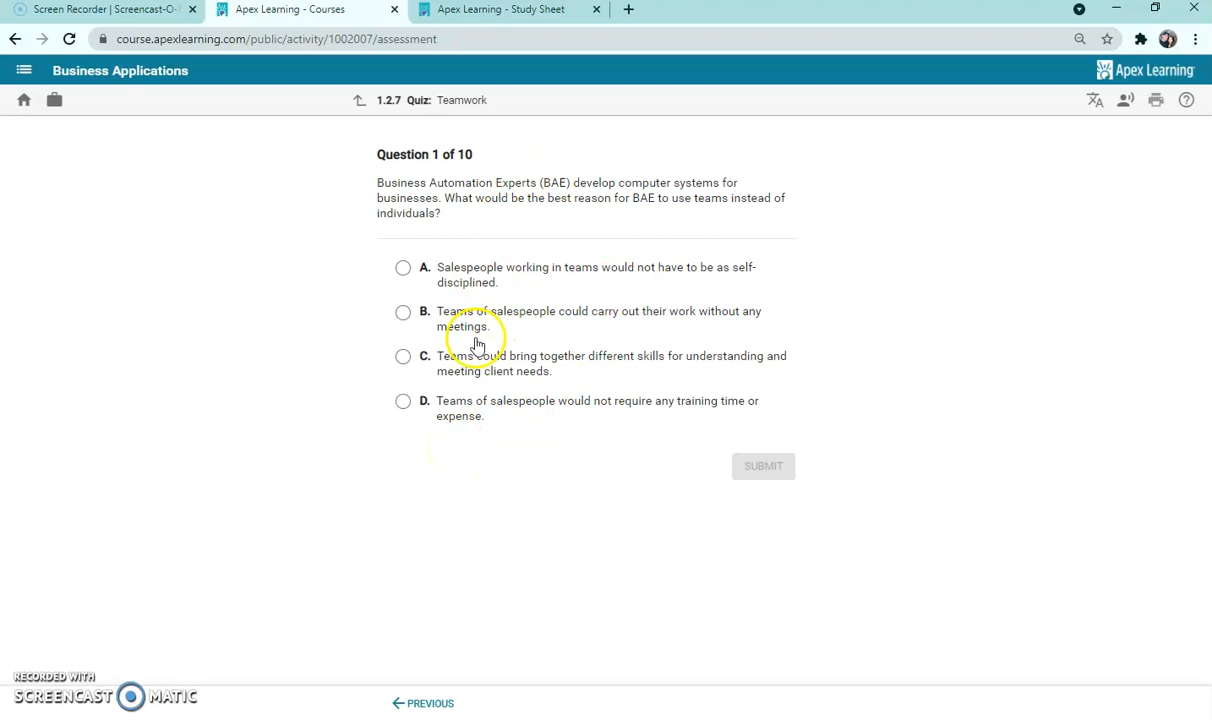 Screen Recorder | Screencast-O-
Apex Learning - Courses
Apex Learning - Study Sheet
course.apexlearning.com/public/activity/1002007/assessment
Business Applications
Apex Learning
1.2.7 Quiz: Teamwork
Question 1 of 10
Business Automation Experts (BAE) develop computer systems for
businesses. What would be the best reason for BAE to use teams instead of
individuals?
A. Salespeople working in teams would not have to be as self-
disciplined.
B. Teams of salespeople could carry out their work without any
meetings.
C. Teams could bring together different skills for understanding and
meeting client needs.
D. Teams of salespeople would not require any training time or
expense.
SUBMIT
RECORDED WITH
SCREENCAST MATIC
PREVIOUS